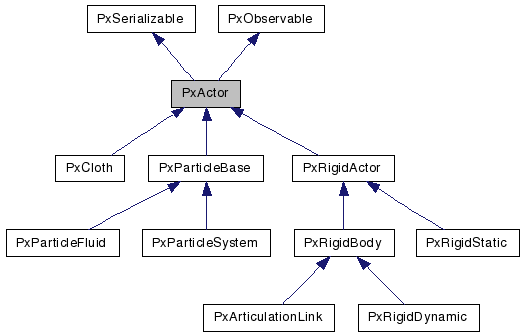 PxSerializable
PxObservable
PxActor
PxCloth
PxParticleBase
PxRigidActor
PxParticleFluid
PxParticleSystem
PxRigidBody
PxRigidStatic
PxArticulationLink
PxRigidDynamic